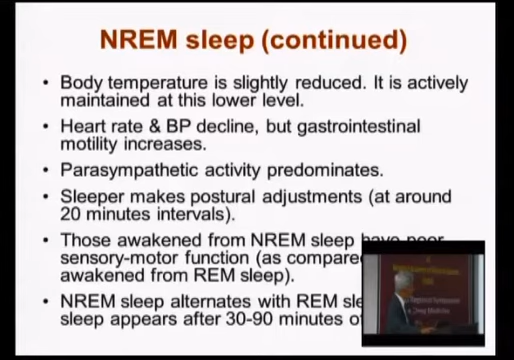 NREM sleep (continued)
• Body temperature is slightly reduced. It is actively
maintained at this lower level.
• Heart rate & BP decline, but gastrointestinal
motility increases.
• Parasympathetic activity predominates.
• Sleeper makes postural adjustments (at around
20 minutes intervals).
• Those awakened from NREM sleep have poor
sensory-motor function (as compare
awakened from REM sleep).
• NREM sleep alternates with REM sle
sleep appears after 30-90 minutes o